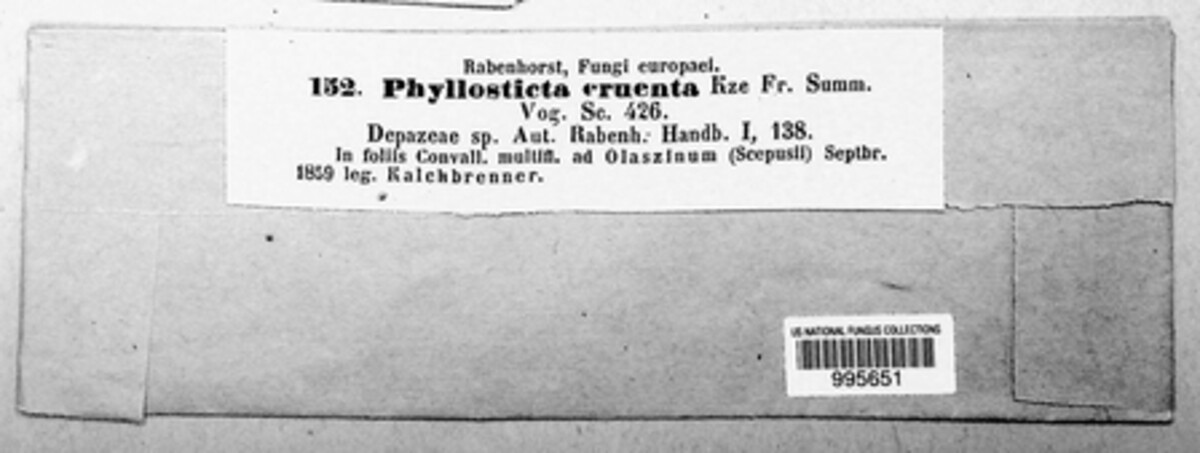 Rabenhorst, Fungi europaei.
152. Phyllosticta cruenta Kze Fr. Summ.
Vog. Sc. 426.
Depazeae sp. Aut. Rabenh. Handb. I, 138.
In foliis Convall. multifl. ad Olaszinum (Scepusii) Septbr.
1859 leg. Kalchbrenner.
US NATIONAL FUNGUS COLLECTIONS
995651